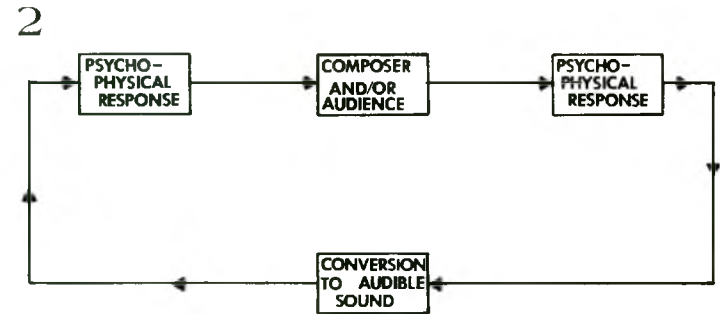 2
PSYCHO-
PHYSICAL
RESPONSE
COMPOSER
AND/OR
AUDIENCE
PSYCHO-
PHYSICAL
RESPONSE
CONVERSION
TO AUDIBLE
SOUND